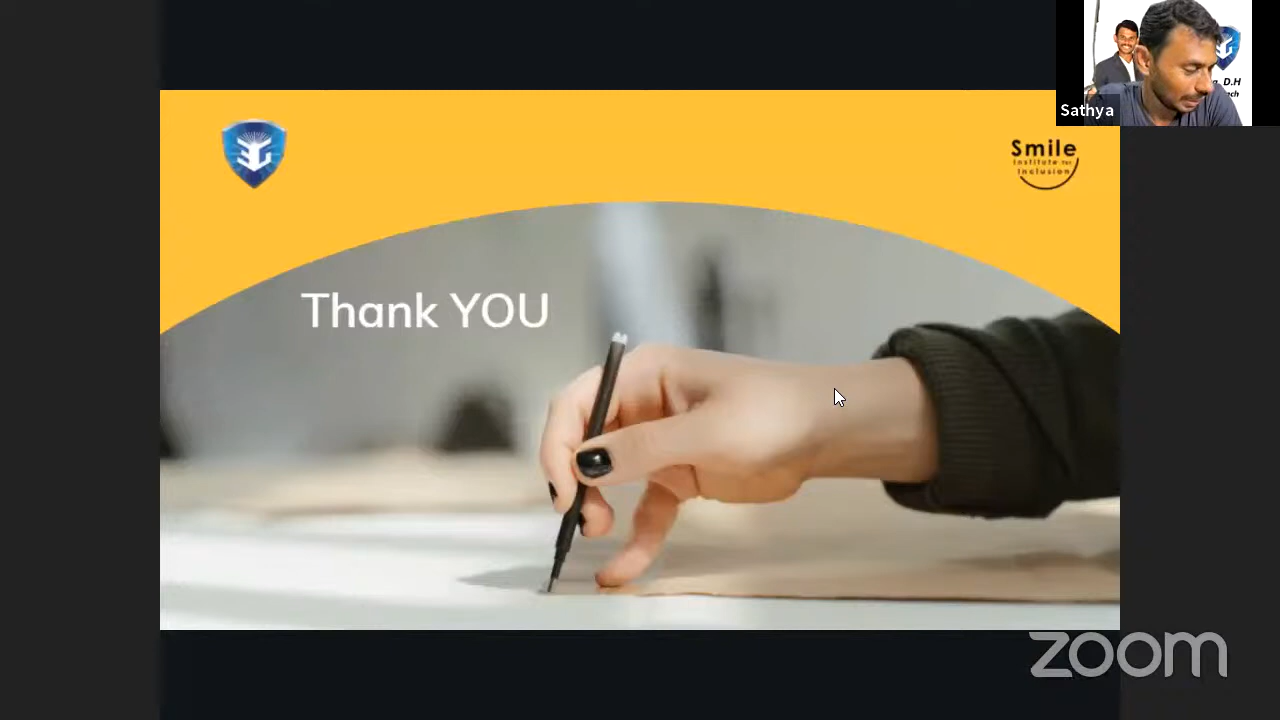 D.H
Sathya
Smile
Institute for
Inclusion
Thank YOU
zoom